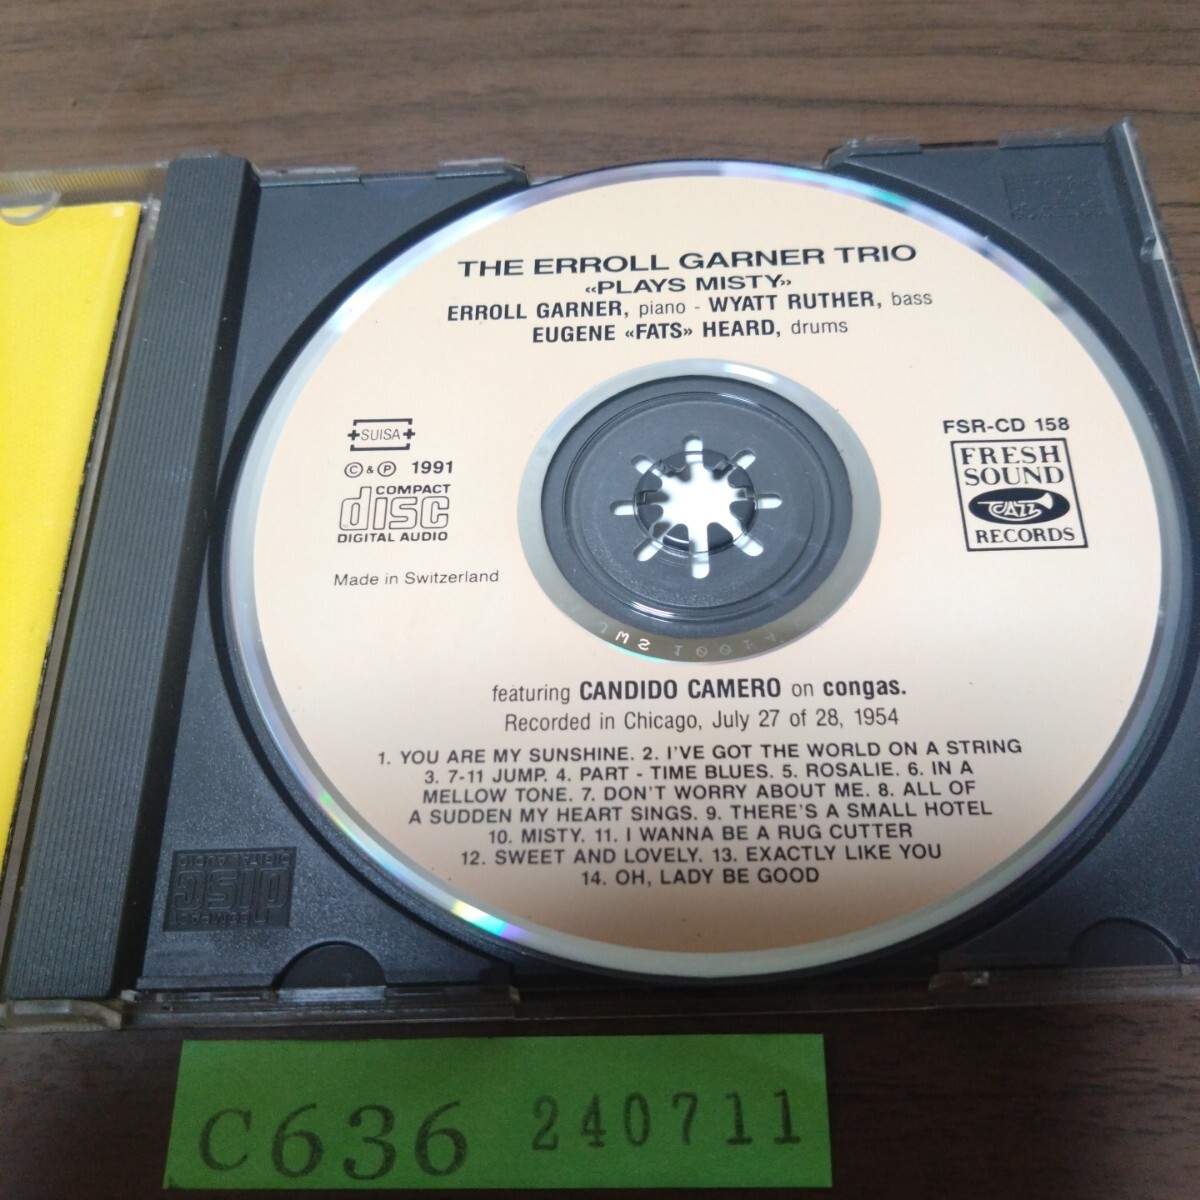 THE ERROLL GARNER TRIO
«PLAYS MISTY»
ERROLL GARNER, piano - WYATT RUTHER, bass
EUGENE «FATS» HEARD, drums
SUISA
© & ℗ 1991
COMPACT
disc
DIGITAL AUDIO
Made in Switzerland
FSR-CD 158
FRESH
SOUND
JAZZ
RECORDS
featuring CANDIDO CAMERO on congas.
Recorded in Chicago, July 27 of 28, 1954
1. YOU ARE MY SUNSHINE. 2. I'VE GOT THE WORLD ON A STRING
3. 7-11 JUMP. 4. PART - TIME BLUES. 5. ROSALIE. 6. IN A
MELLOW TONE. 7. DON'T WORRY ABOUT ME. 8. ALL OF
A SUDDEN MY HEART SINGS. 9. THERE'S A SMALL HOTEL
10. MISTY. 11. I WANNA BE A RUG CUTTER
12. SWEET AND LOVELY. 13. EXACTLY LIKE YOU
14. OH, LADY BE GOOD
C636 240711